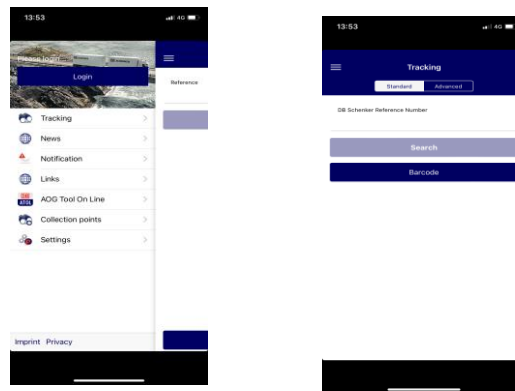 13:53
4G
Please login
Login
Reference
Tracking
News
Notification
Links
AOG Tool On Line
Collection points
Settings
Imprint Privacy
13:53
4G
Tracking
Standard Advanced
DB Schenker Reference Number
Search
Barcode